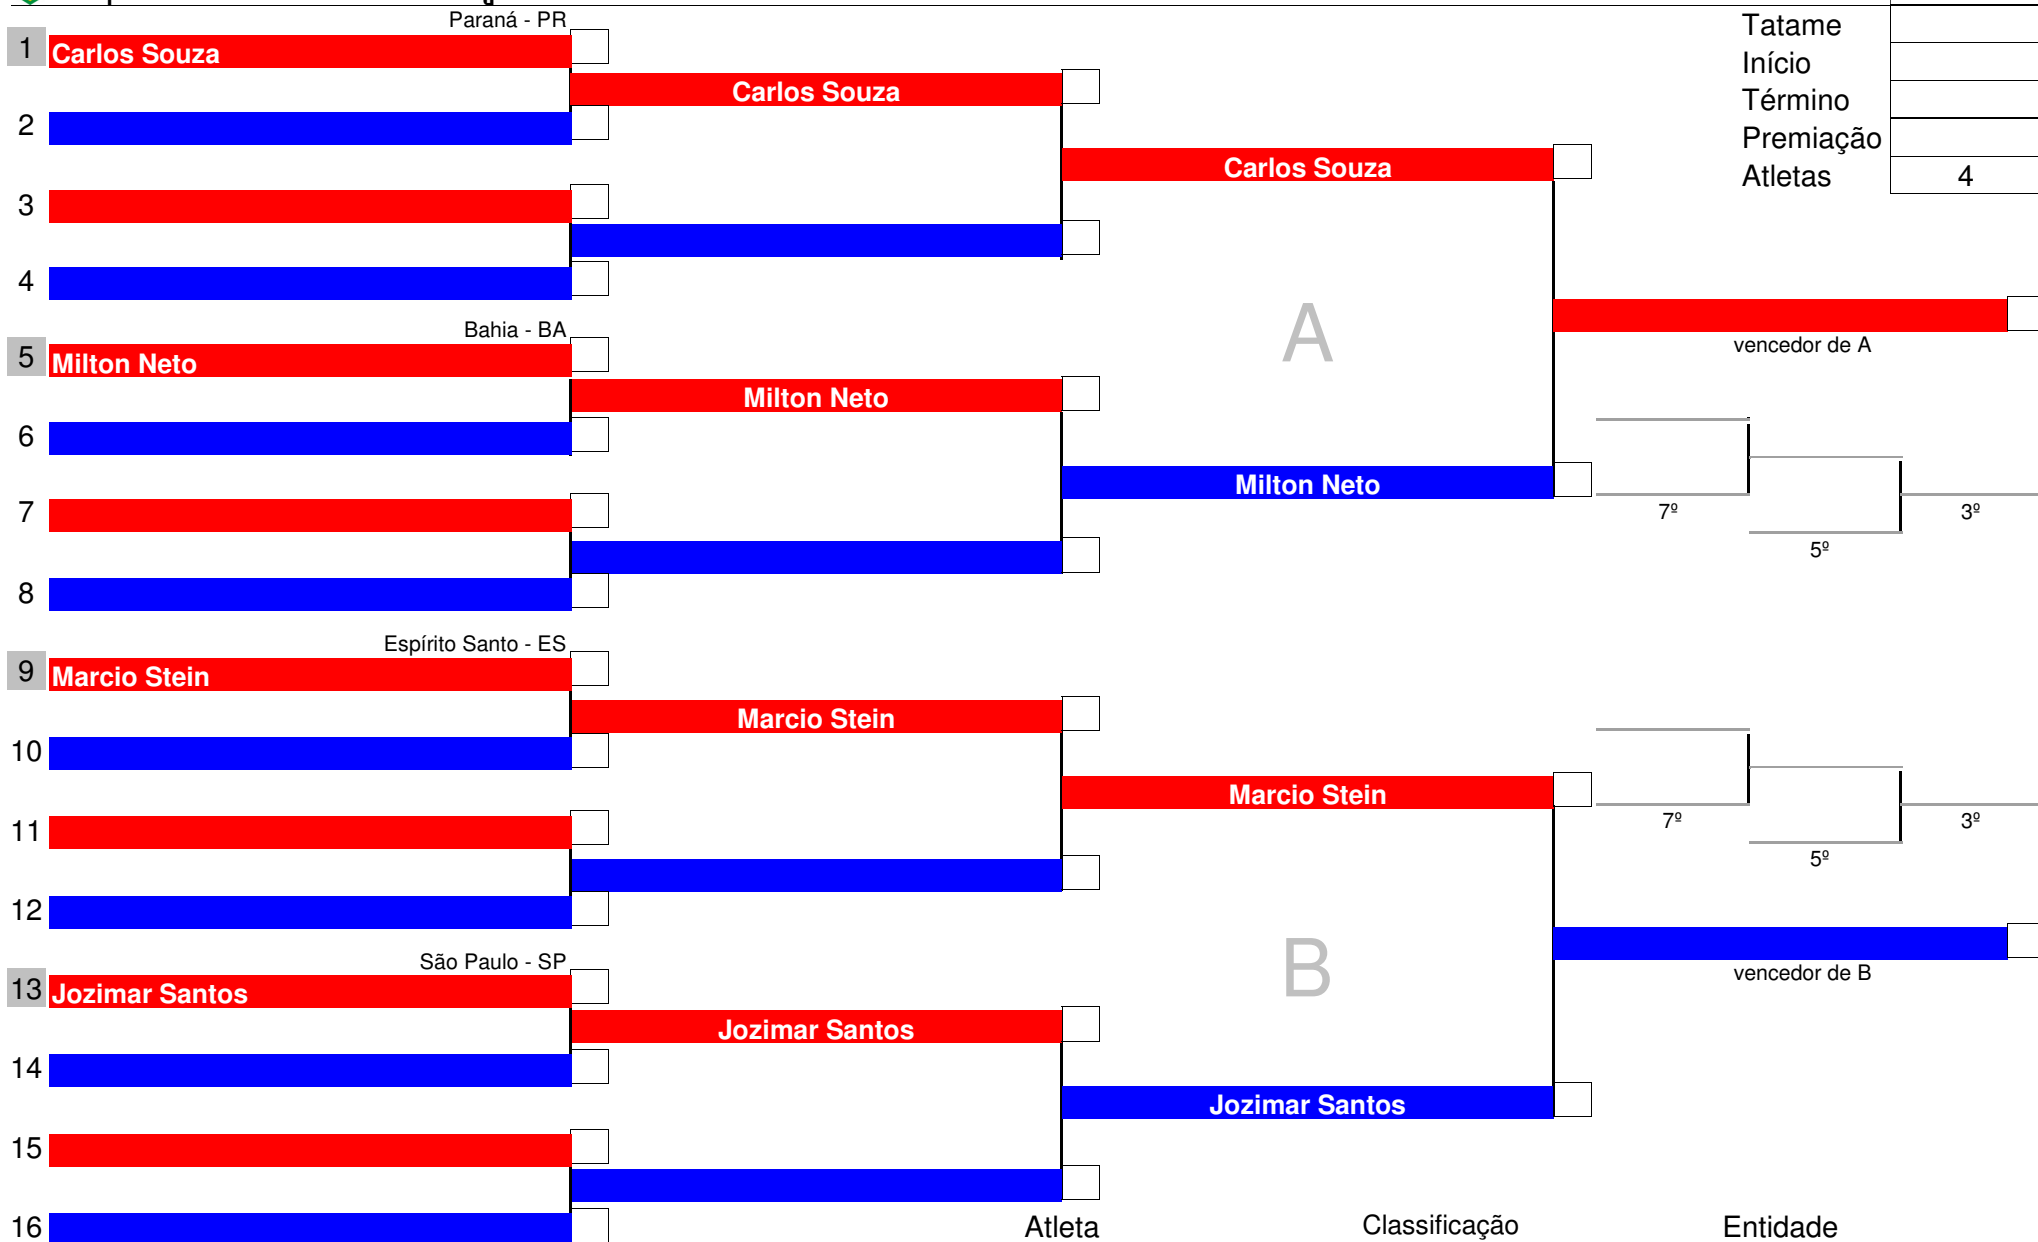 Paraná - PR
Tatame
1 Carlos Souza
Início
Carlos Souza
Término
2
Premiação
Carlos Souza
Atletas 4
3
4
Bahia - BA
A
vencedor de A
5 Milton Neto
Milton Neto
6
Milton Neto
7
7º 3º
5º
8
Espírito Santo - ES
9 Marcio Stein
Marcio Stein
10
Marcio Stein
11
7º 3º
5º
12
São Paulo - SP
B
vencedor de B
13 Jozimar Santos
Jozimar Santos
14
Jozimar Santos
15
16
Atleta Classificação Entidade